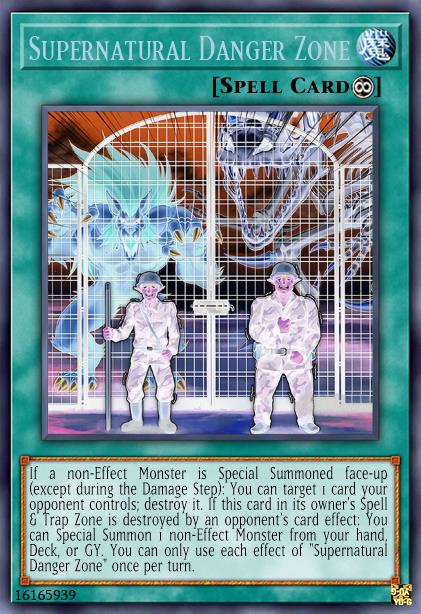 SUPERNATURAL DANGER ZONE
魔
[SPELL CARD∞]
If a non-Effect Monster is Special Summoned face-up
(except during the Damage Step): You can target 1 card your
opponent controls; destroy it. If this card in its owner's Spell
& Trap Zone is destroyed by an opponent's card effect: You
can Special Summon 1 non-Effect Monster from your hand,
Deck, or GY. You can only use each effect of "Supernatural
Danger Zone" once per turn.
16165939